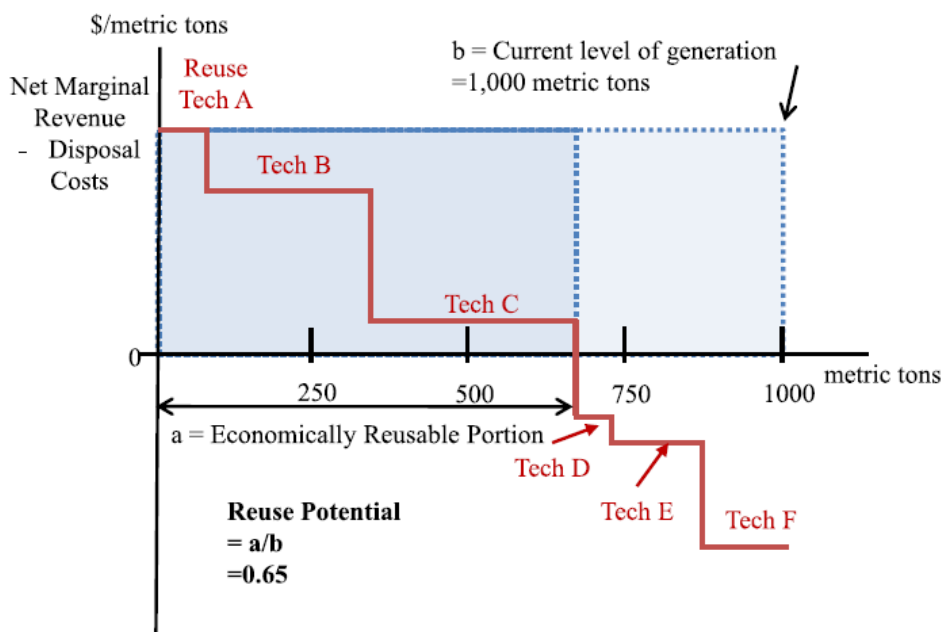 $/metric tons
Net Marginal
Revenue
- Disposal
Costs
Reuse
Tech A
b = Current level of generation
=1,000 metric tons
Tech B
Tech C
0
250
500
750
1000
metric tons
a = Economically Reusable Portion
Tech D
Tech E
Tech F
Reuse Potential
= a/b
=0.65